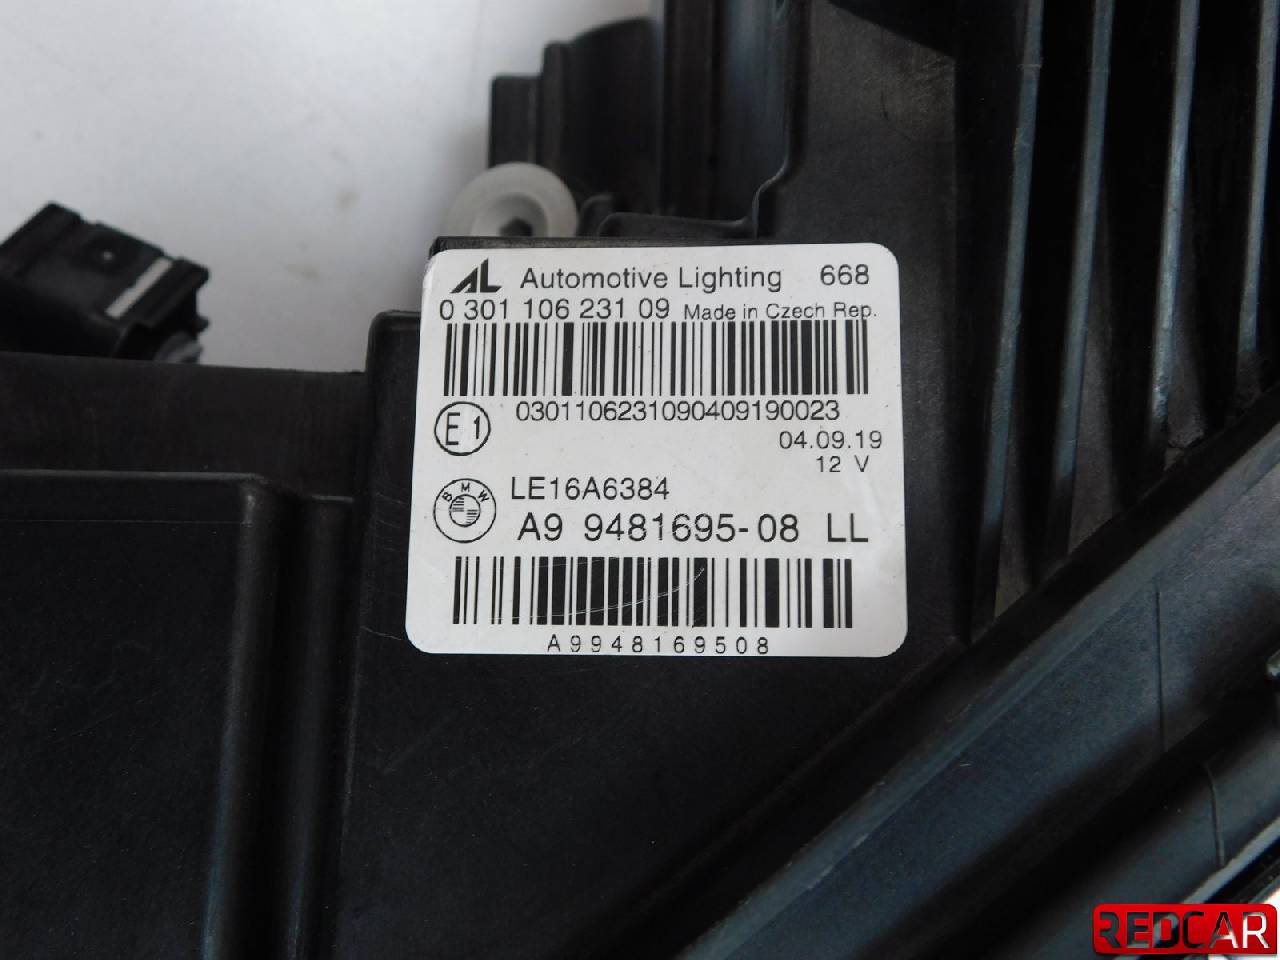 AL Automotive Lighting 668
0 301 106 231 09 Made in Czech Rep.
0301106231090409190023
E1
04.09.19
12 V
BMW
LE16A6384
A9 9481695-08 LL
A9948169508
REDCAR